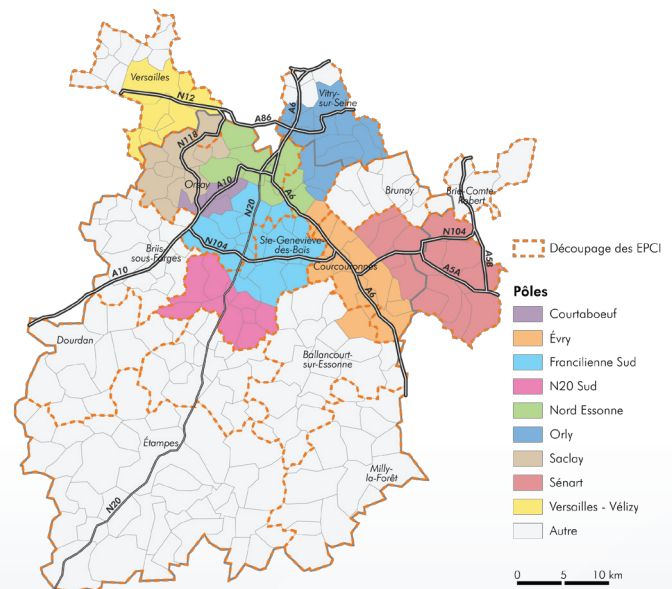 Versailles
N12
A6
Vitry-
sur-Seine
A86
N118
Orsay
A10
A6
N20
Brunoy
Brie-Comte-
Robert
Briis-
sous-Forges
N104
Ste-Geneviève-
des-Bois
Courcouronnes
N104
A5A
A5B
A10
A6
Dourdan
Ballancourt-
sur-Essonne
Étampes
Milly-
la-Forêt
N20
Découpage des EPCI
Pôles
Courtaboeuf
Évry
Francilienne Sud
N20 Sud
Nord Essonne
Orly
Saclay
Sénart
Versailles - Vélizy
Autre
0 5 10 km